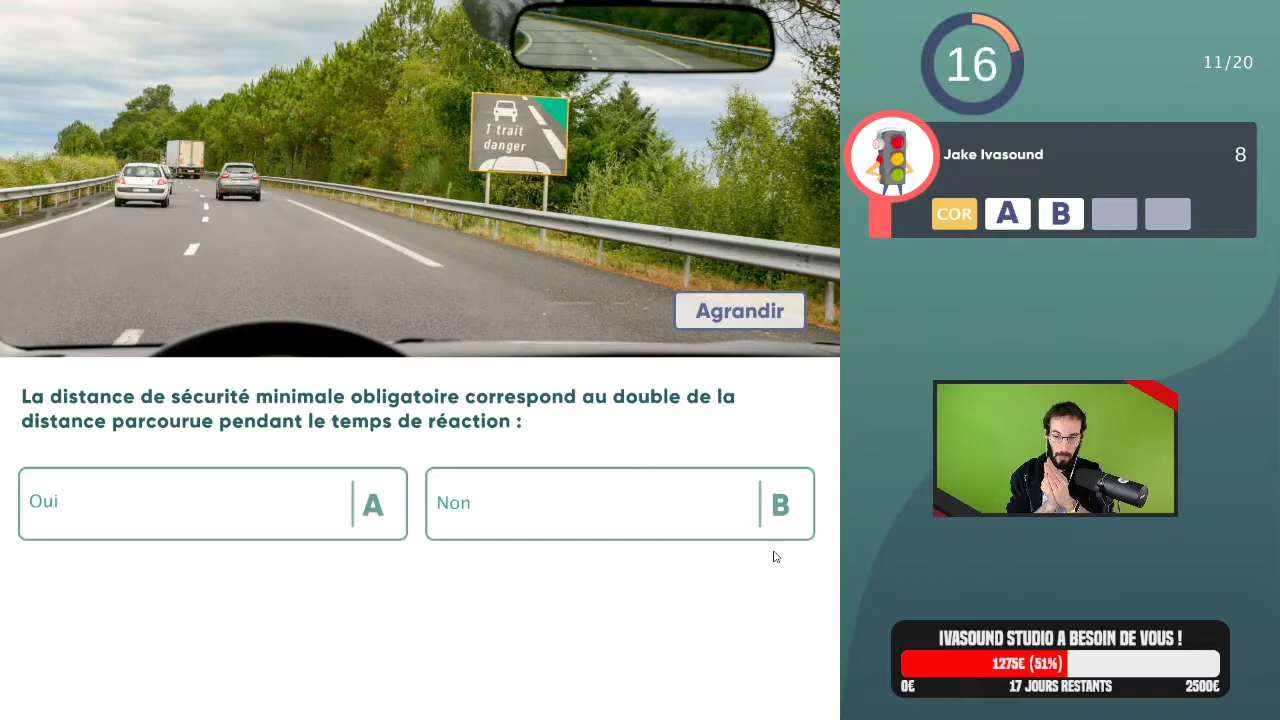 1 trait
danger
Agrandir
La distance de sécurité minimale obligatoire correspond au double de la
distance parcourue pendant le temps de réaction :
Oui
A
Non
B
16
11/20
Jake Ivasound
8
COR
A
B
IVASOUND STUDIO A BESOIN DE VOUS !
1275€ (51%)
0€
17 JOURS RESTANTS
2500€